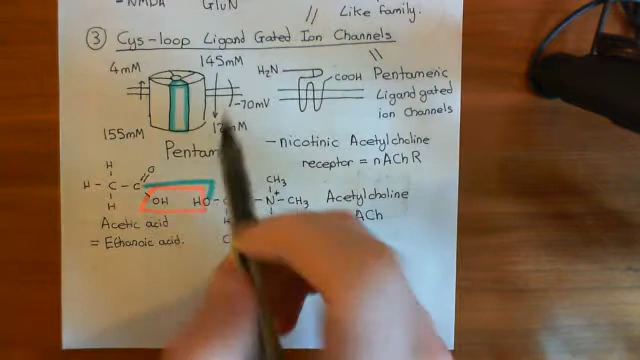 - NMDA GluN
Like family.
③ Cys-loop Ligand Gated Ion Channels
4mM 145mM
H₂N COOH
Pentameric
Ligand gated
ion Channels
-70mV
155mM
- nicotinic Acetylcholine
receptor = nAChR
H
H - C - C O
OH HO
H
CH₃
N⁺ - CH₃
Acetylcholine
ACh
Acetic acid
= Ethanoic acid.